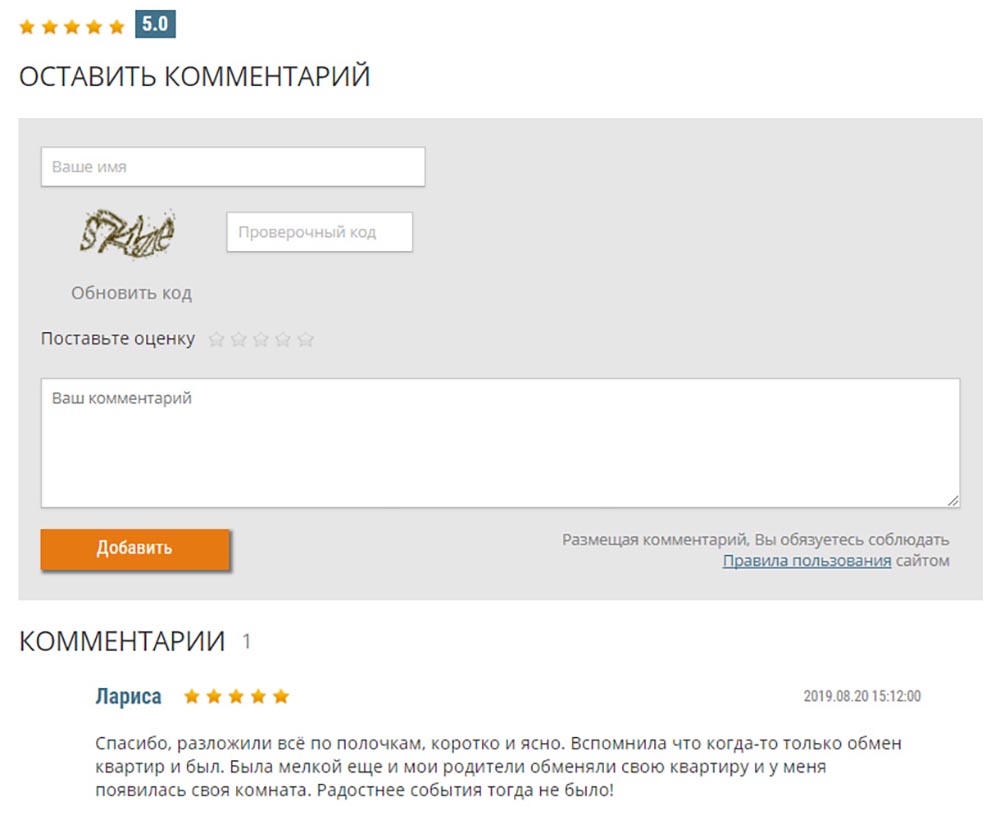 5.0
ОСТАВИТЬ КОММЕНТАРИЙ
Ваше имя
Проверочный код
Обновить код
Поставьте оценку
Ваш комментарий
Добавить
Размещая комментарий, Вы обязуетесь соблюдать
Правила пользования сайтом
КОММЕНТАРИИ 1
Лариса
2019.08.20 15:12:00
Спасибо, разложили всё по полочкам, коротко и ясно. Вспомнила что когда-то только обмен
квартир и был. Была мелкой еще и мои родители обменяли свою квартиру и у меня
появилась своя комната. Радостнее события тогда не было!